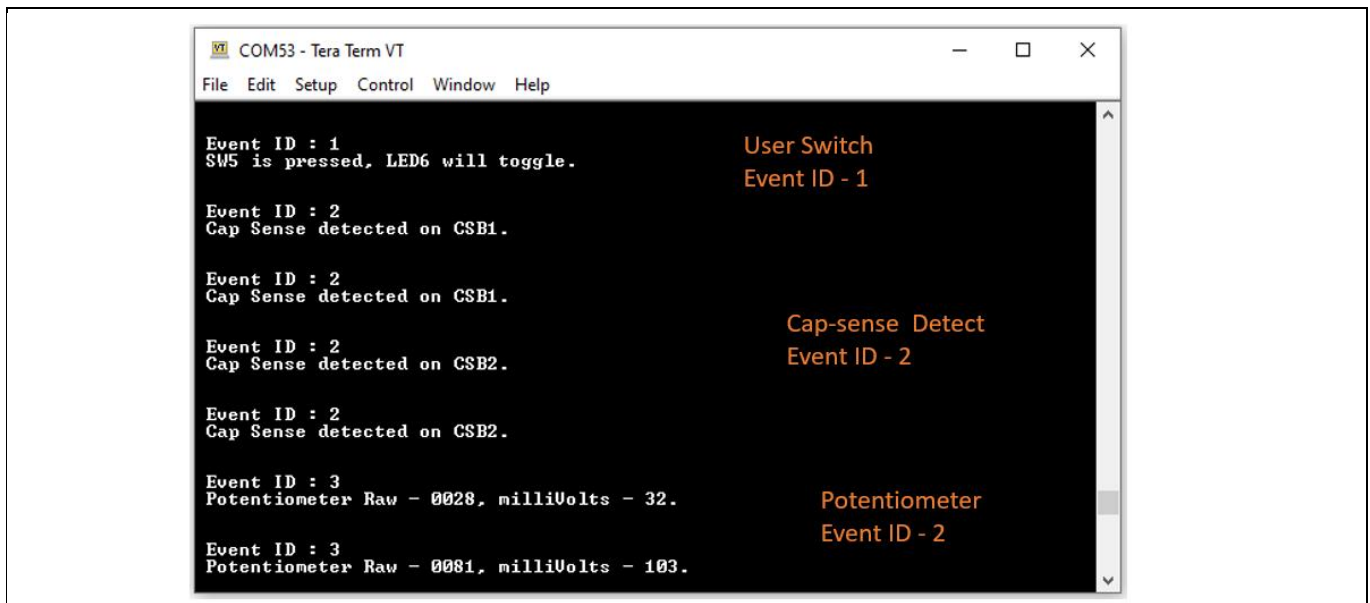 COM53 - Tera Term VT
File Edit Setup Control Window Help
Event ID : 1
SW5 is pressed, LED6 will toggle.
User Switch
Event ID - 1
Event ID : 2
Cap Sense detected on CSB1.
Event ID : 2
Cap Sense detected on CSB1.
Event ID : 2
Cap Sense detected on CSB2.
Cap-sense Detect
Event ID - 2
Event ID : 2
Cap Sense detected on CSB2.
Event ID : 3
Potentiometer Raw - 0028, milliVolts - 32.
Potentiometer
Event ID - 2
Event ID : 3
Potentiometer Raw - 0081, milliVolts - 103.